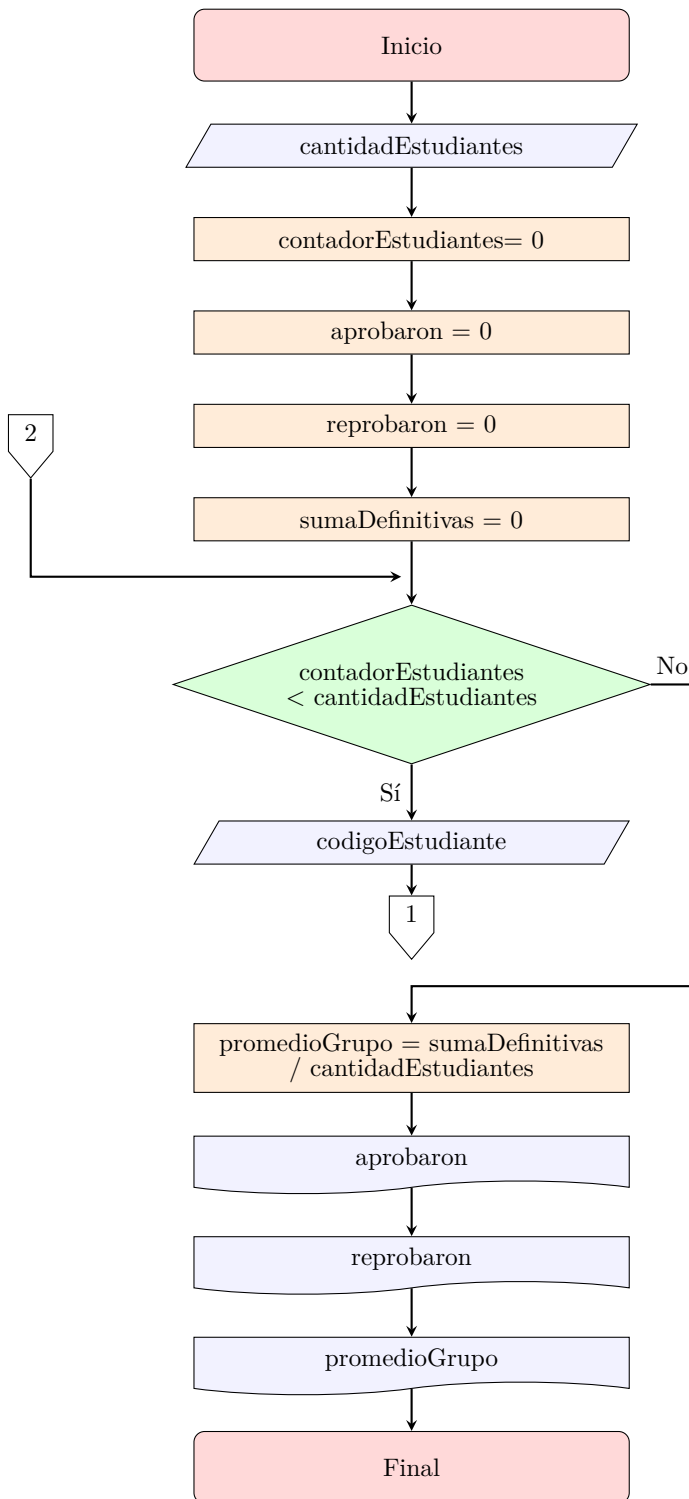 Inicio
cantidadEstudiantes
contadorEstudiantes= 0
aprobaron = 0
reprobaron = 0
2
sumaDefinitivas = 0
contadorEstudiantes
< cantidadEstudiantes
No
Sí
codigoEstudiante
1
promedioGrupo = sumaDefinitivas
/ cantidadEstudiantes
aprobaron
reprobaron
promedioGrupo
Final